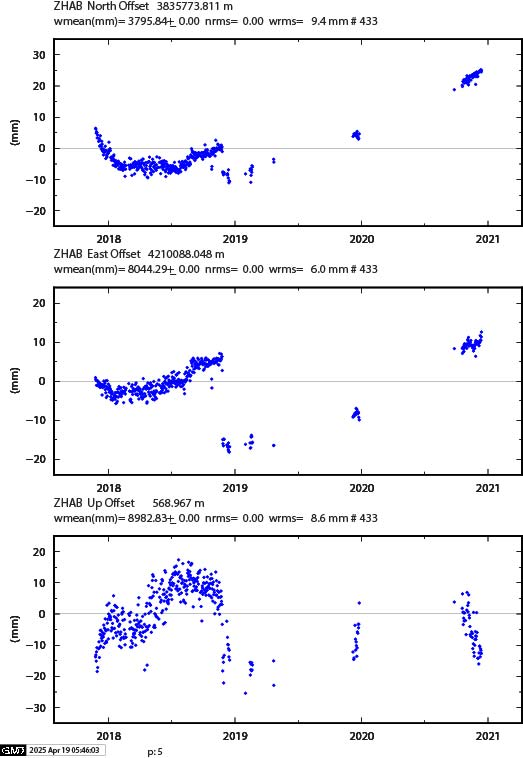 ZHAB North Offset 3835773.811 m
wmean(mm)= 3795.84± 0.00 nrms= 0.00 wrms= 9.4 mm # 433
30
20
10
0
−10
−20
(mm)
2018 2019 2020 2021
ZHAB East Offset 4210088.048 m
wmean(mm)= 8044.29± 0.00 nrms= 0.00 wrms= 6.0 mm # 433
20
10
0
−10
−20
(mm)
2018 2019 2020 2021
ZHAB Up Offset 568.967 m
wmean(mm)= 8982.83± 0.00 nrms= 0.00 wrms= 8.6 mm # 433
20
10
0
−10
−20
−30
(mm)
2018 2019 2020 2021
GMT 2025 Apr 19 05:46:03 p: 5